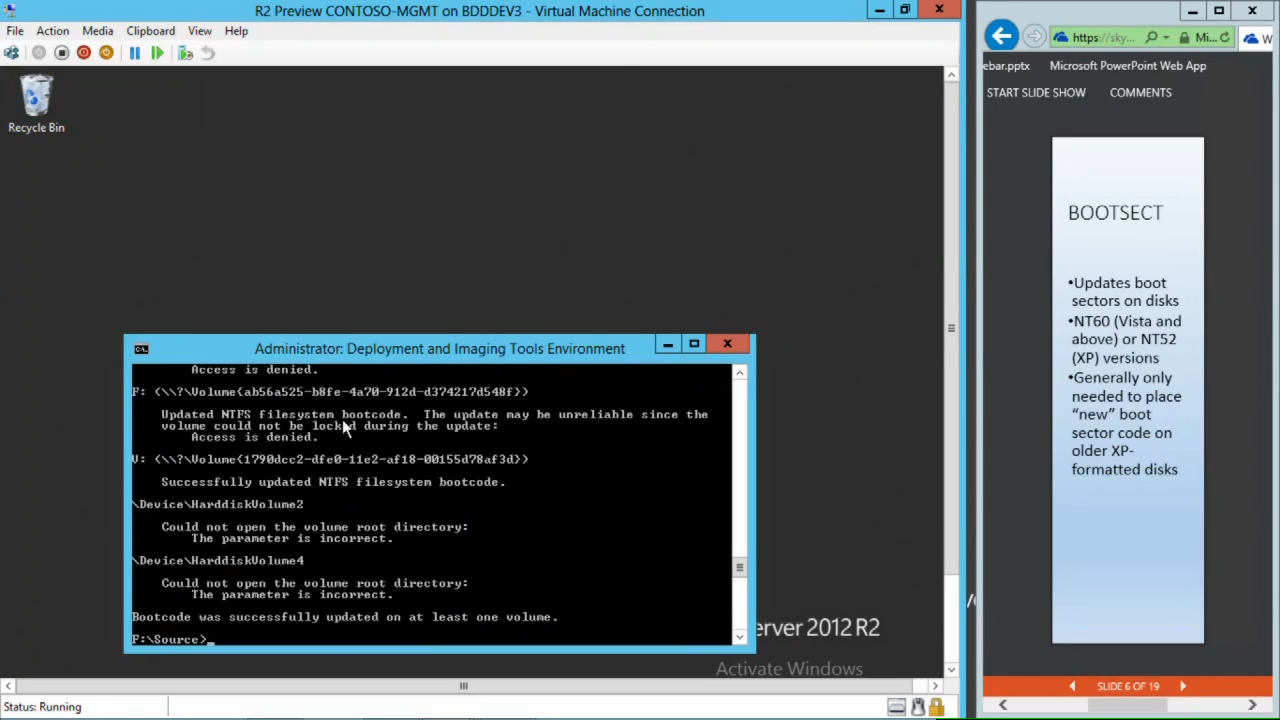 R2 Preview CONTOSO-MGMT on BDDDEV3 - Virtual Machine Connection
File Action Media Clipboard View Help
Recycle Bin
Administrator: Deployment and Imaging Tools Environment
Access is denied.
F: (\\?\Volume{ab56a525-b8fe-4a70-912d-d374217d548f})
Updated NTFS filesystem bootcode.  The update may be unreliable since the
volume could not be locked during the update:
Access is denied.
V: (\\?\Volume{1790dcc2-dfe0-11e2-af18-00155d78af3d})
Successfully updated NTFS filesystem bootcode.
\Device\HarddiskVolume2
Could not open the volume root directory:
The parameter is incorrect.
\Device\HarddiskVolume4
Could not open the volume root directory:
The parameter is incorrect.
Bootcode was successfully updated on at least one volume.
F:\Source>_
erver 2012 R2
Activate Windows
Status: Running
https://sky... Mi... W
ebar.pptx Microsoft PowerPoint Web App
START SLIDE SHOW COMMENTS
BOOTSECT
•Updates boot
sectors on disks
•NT60 (Vista and
above) or NT52
(XP) versions
•Generally only
needed to place
“new” boot
sector code on
older XP-
formatted disks
SLIDE 6 OF 19